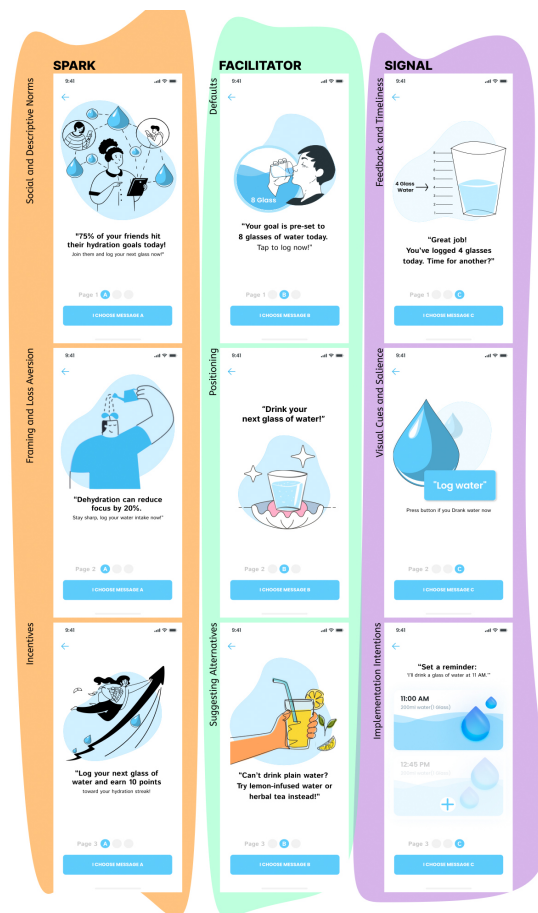 SPARK
Social and Descriptive Norms
9:41
"75% of your friends hit
their hydration goals today!
Join them and log your next glass now!"
Page 1 A
I CHOOSE MESSAGE A
Framing and Loss Aversion
9:41
"Dehydration can reduce
focus by 20%.
Stay sharp, log your water intake now!"
Page 2 A
I CHOOSE MESSAGE A
Incentives
9:41
"Log your next glass of
water and earn 10 points
toward your hydration streak!
Page 3 A
I CHOOSE MESSAGE A
FACILITATOR
Defaults
9:41
8 Glass
"Your goal is pre-set to
8 glasses of water today.
Tap to log now!"
Page 1 B
I CHOOSE MESSAGE B
Positioning
9:41
"Drink your
next glass of water!"
Page 2 B
I CHOOSE MESSAGE B
Suggesting Alternatives
9:41
"Can't drink plain water?
Try lemon-infused water or
herbal tea instead!"
Page 3 B
I CHOOSE MESSAGE B
SIGNAL
Feedback and Timeliness
9:41
4 Glass
Water
"Great job!
You've logged 4 glasses
today. Time for another?"
Page 1 C
I CHOOSE MESSAGE C
Visual Cues and Salience
9:41
"Log water"
Press button if you Drank water now
Page 2 C
I CHOOSE MESSAGE C
Implementation Intentions
9:41
"Set a reminder:
'I'll drink a glass of water at 11 AM.'"
11:00 AM
200ml water(1 Glass)
12:45 PM
200ml water(1 Glass)
Page 3 C
I CHOOSE MESSAGE C